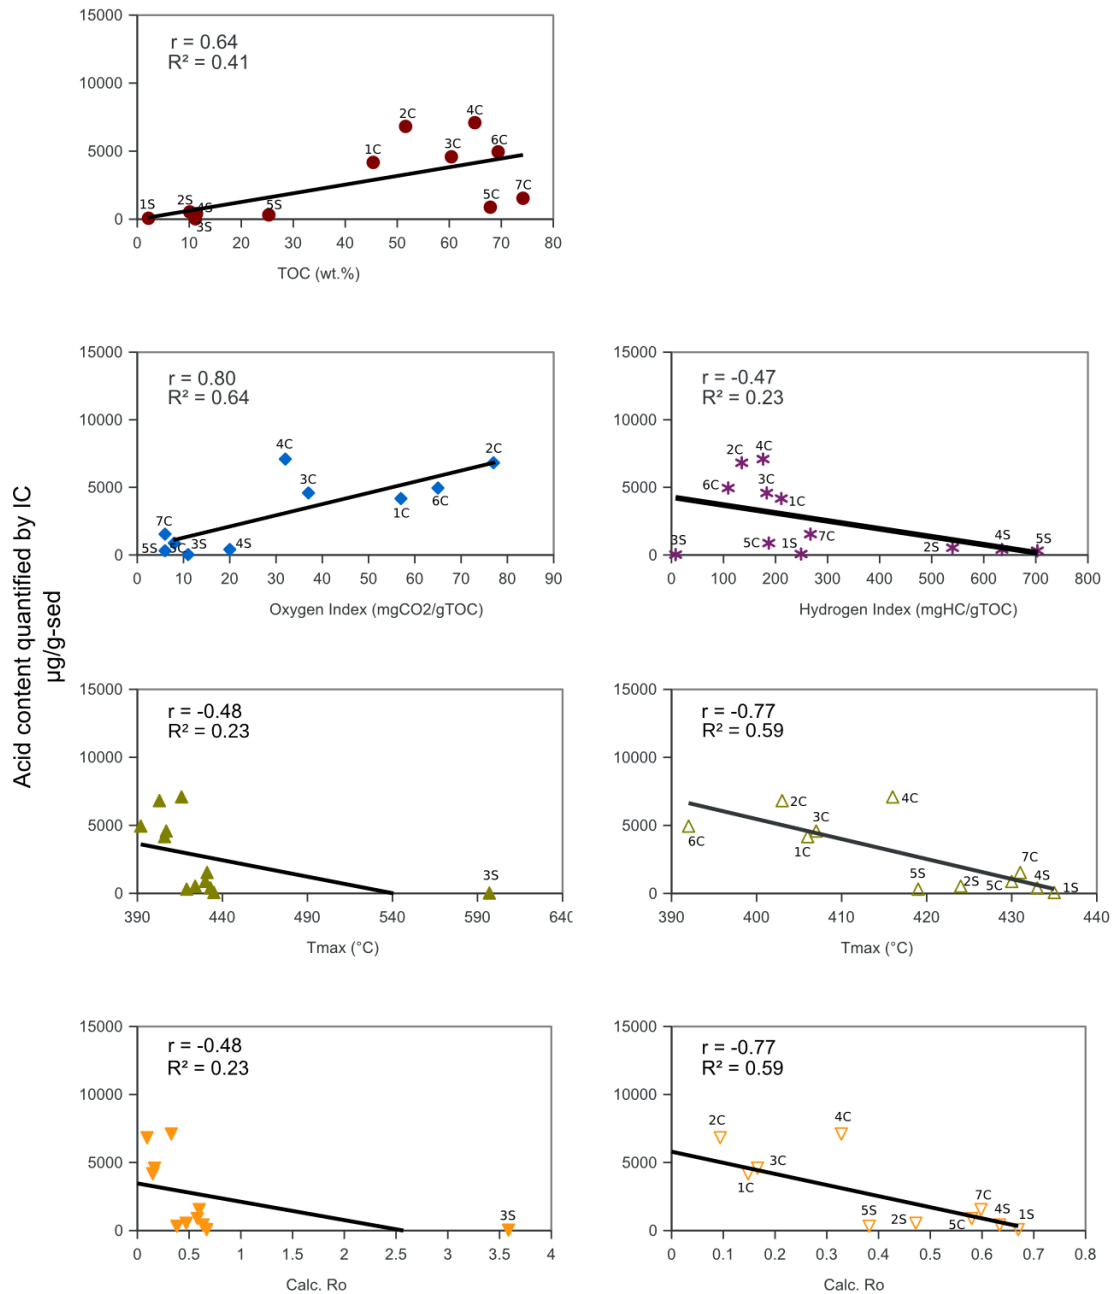 15000
r = 0.64
R² = 0.41
10000
4C
2C
6C
1C
3C
5000
7C
5C
1S
2S
4S
5S
3S
0
0 10 20 30 40 50 60 70 80
TOC (wt.%)
15000
r = 0.80
R² = 0.64
10000
4C
2C
3C
5000
6C
1C
7C
5S 5C 3S 4S
0
0 10 20 30 40 50 60 70 80 90
Oxygen Index (mgCO2/gTOC)
15000
r = -0.47
R² = 0.23
10000
2C 4C
3C
6C
5000
1C
7C
3S 5C 1S 2S 4S 5S
0
0 100 200 300 400 500 600 700 800
Hydrogen Index (mgHC/gTOC)
Acid content quantified by IC
µg/g-sed
15000
r = -0.48
R² = 0.23
10000
5000
3S
0
390 440 490 540 590 640
Tmax (°C)
15000
r = -0.77
R² = 0.59
10000
2C 4C
3C
5000
6C 1C
7C
5S 2S 5C 4S 1S
0
390 400 410 420 430 440
Tmax (°C)
15000
r = -0.48
R² = 0.23
10000
5000
3S
0
0 0.5 1 1.5 2 2.5 3 3.5 4
Calc. Ro
15000
r = -0.77
R² = 0.59
10000
2C 4C
3C
5000
1C
7C
5S 2S 5C 4S 1S
0
0 0.1 0.2 0.3 0.4 0.5 0.6 0.7 0.8
Calc. Ro